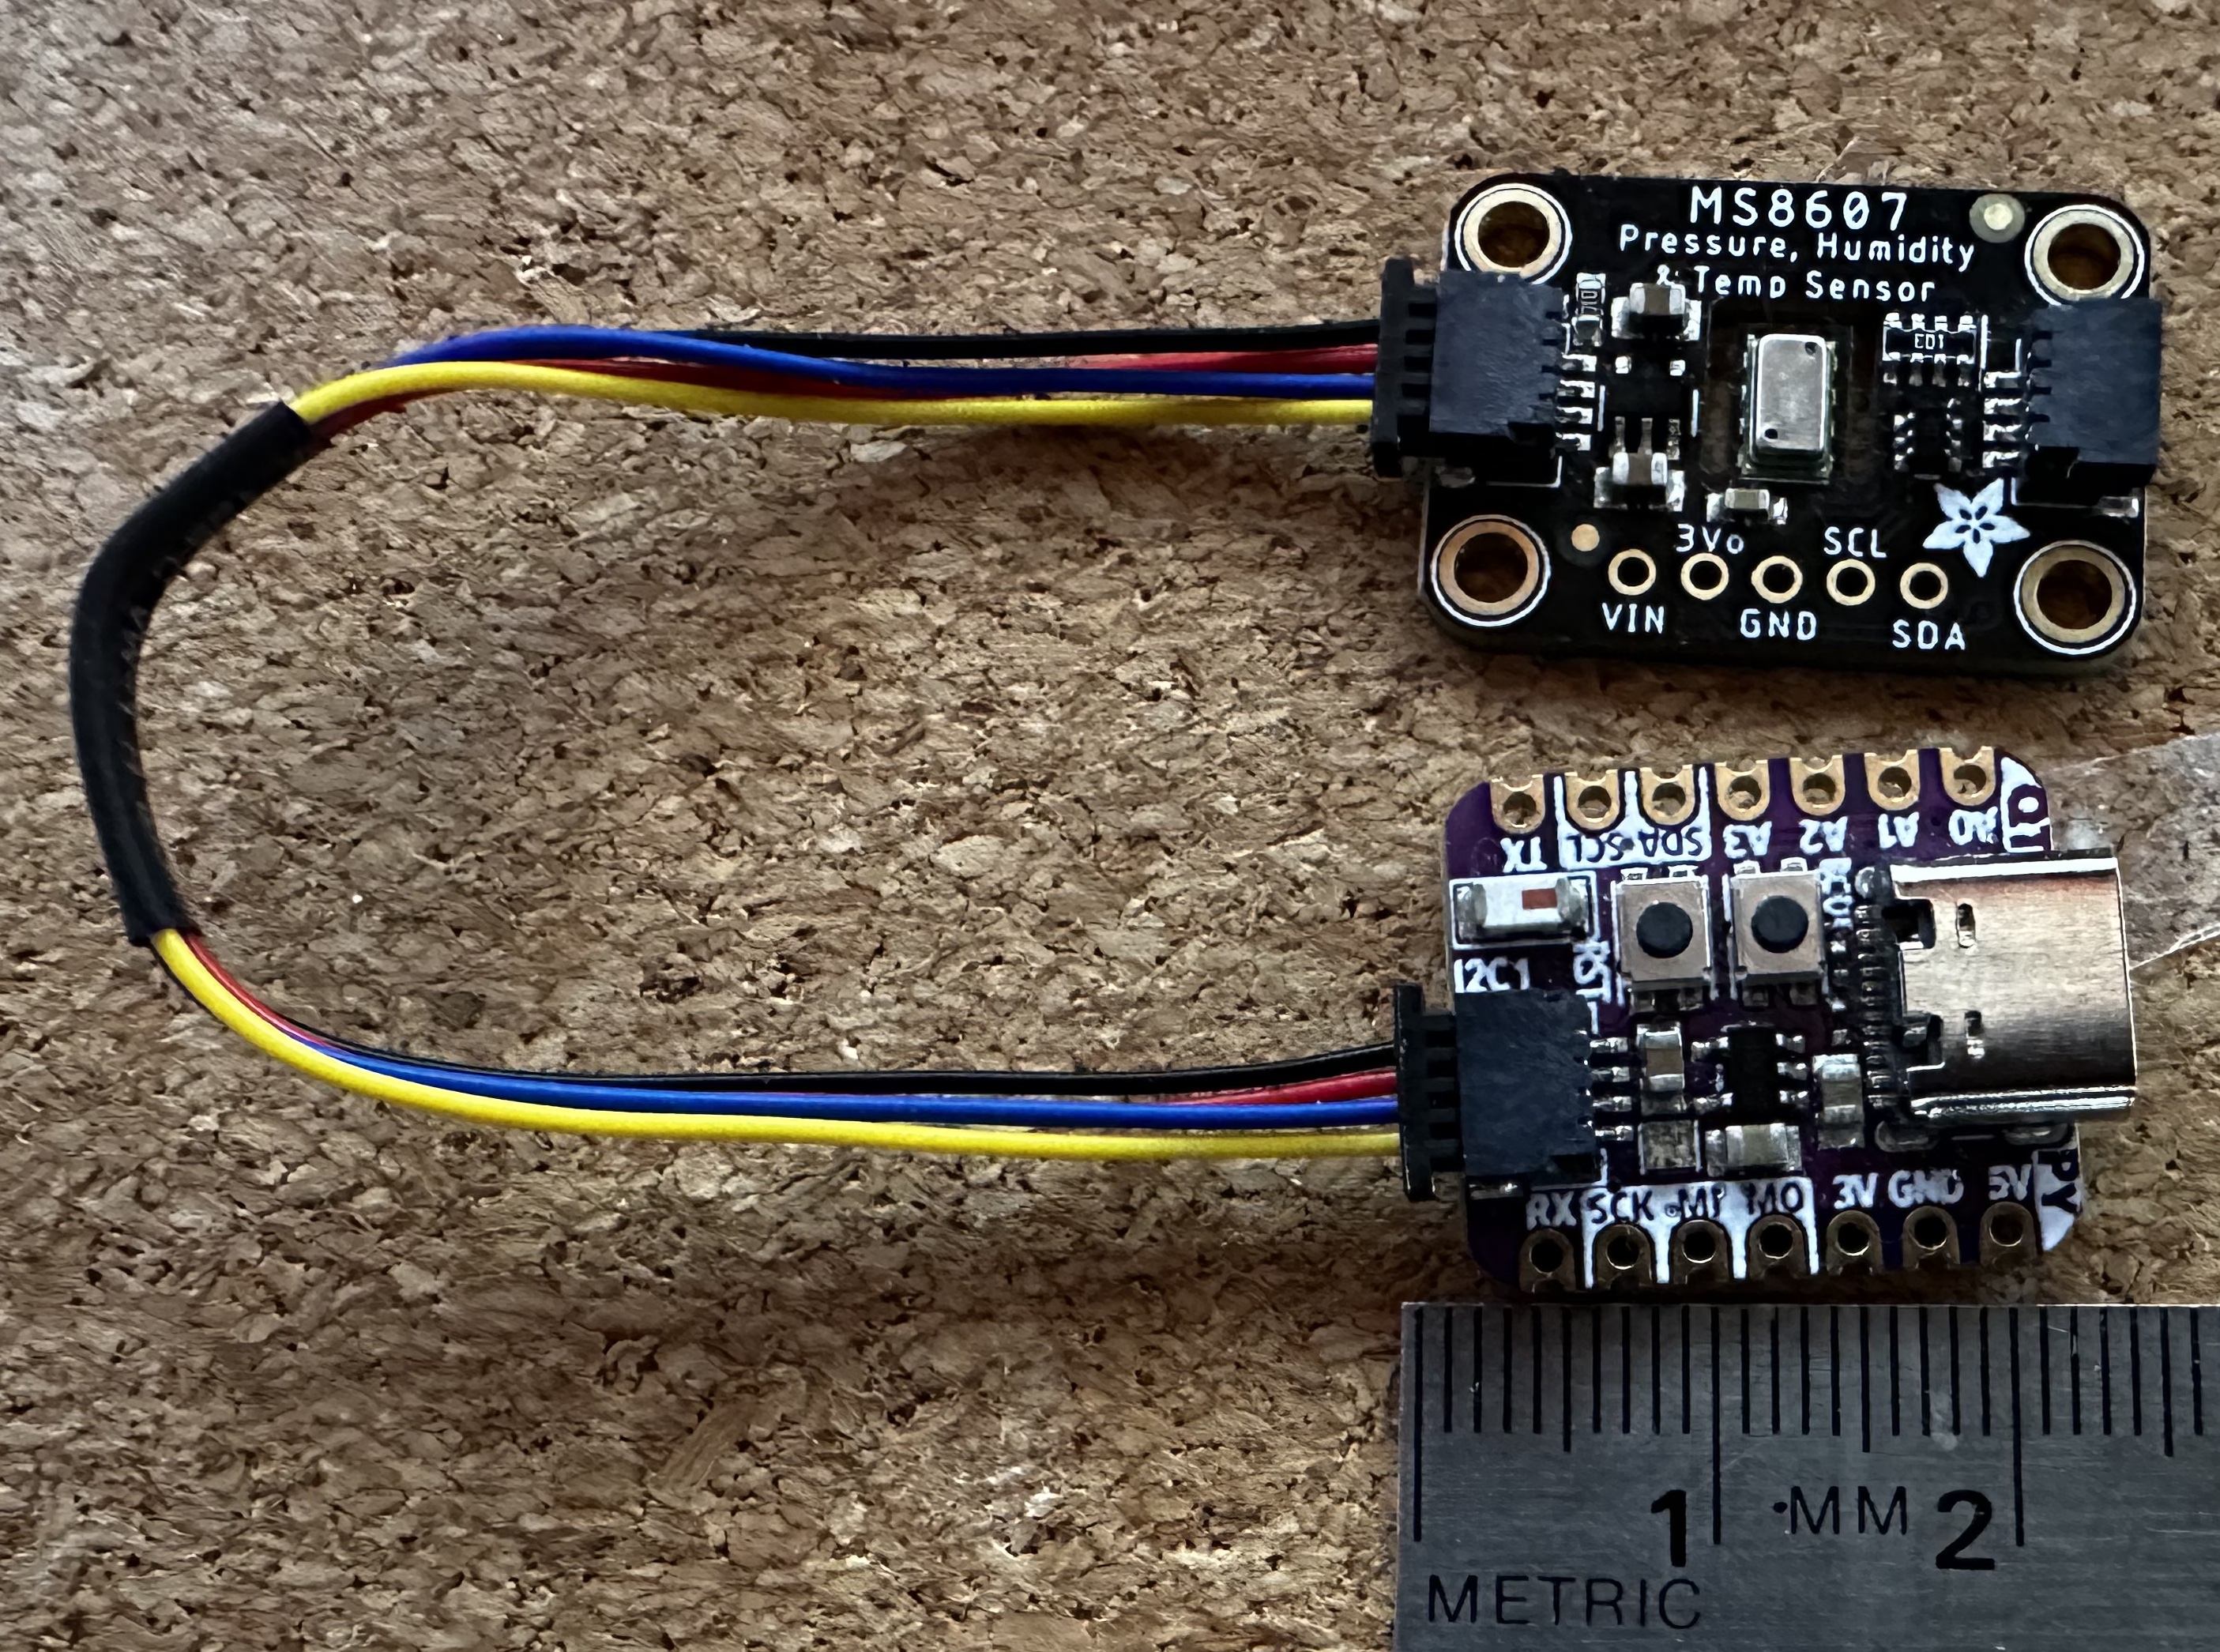 MS8607
Pressure, Humidity
& Temp Sensor
ED1
3Vo SCL
VIN GND SDA
TX SCL SDA A3 A2 A1 A0
I2C1
RST
RX SCK MI MO 3V GND 5V
PY
1 MM 2
METRIC